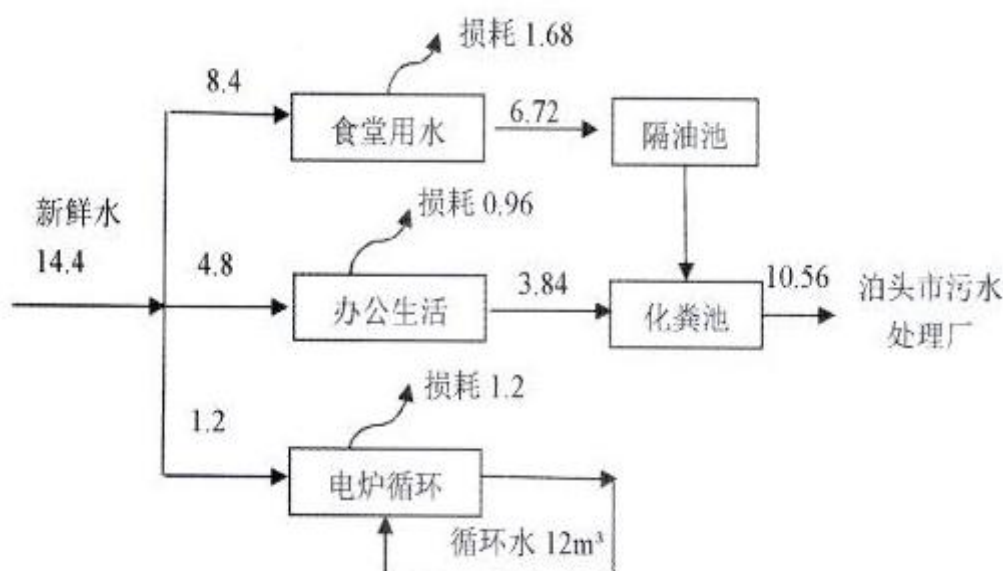 损耗 1.68
8.4
食堂用水
6.72
隔油池
新鲜水
14.4
损耗 0.96
4.8
办公生活
3.84
化粪池
10.56
泊头市污水
处理厂
损耗 1.2
1.2
电炉循环
循环水 12m³